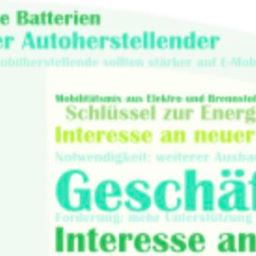 e Batterien
er Autoherstellender
obilherstellende sollten stärker auf E-Mob
Mobilitätsmix aus Elektro und Brennstof
Schlüssel zur Energ
Interesse an neuer
Notwendigkeit: weiterer Ausbau
Geschäf
Forderung: mehr Unterstützung
Interesse an